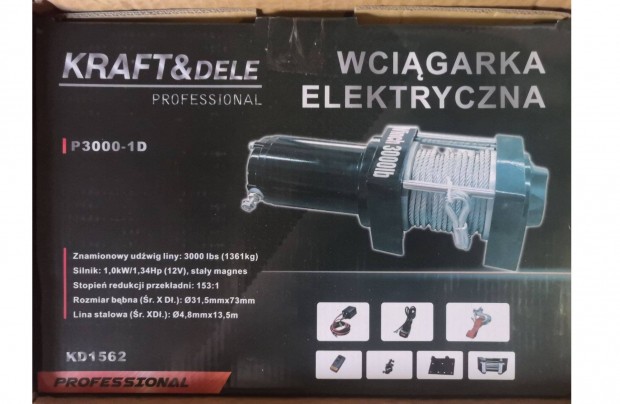 KRAFT&DELE
PROFESSIONAL
WCIĄGARKA
ELEKTRYCZNA
P3000-1D
Winch 3000lb
Znamionowy udźwig liny: 3000 lbs (1361kg)
Silnik: 1,0kW/1,34Hp (12V), stały magnes
Stopień redukcji przekładni: 153:1
Rozmiar bębna (Śr. X Dł.): Ø31,5mmx73mm
Lina stalowa (Śr. XDł.): Ø4,8mmx13,5m
KD1562
PROFESSIONAL